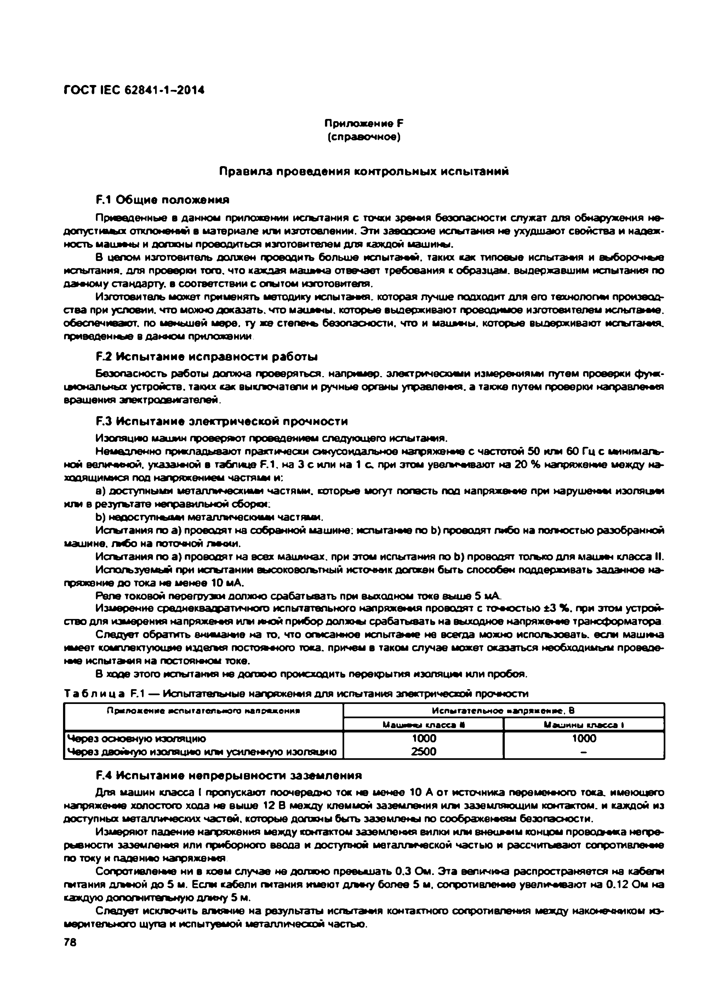 ГОСТ IEC 62841-1–2014
Приложение F
(справочное)
Правила проведения контрольных испытаний
F.1 Общие положения
Приведенные в данном приложении испытания с точки зрения безопасности служат для обнаружения не-
допустимых отклонений в материале или изготовлении. Эти заводские испытания не ухудшают свойства и надеж-
ность машины и должны проводиться изготовителем для каждой машины.
В целом изготовитель должен проводить больше испытаний, таких как типовые испытания и выборочные
испытания, для проверки того, что каждая машина отвечает требования к образцам, выдержавшим испытания по
данному стандарту, в соответствии с опытом изготовителя.
Изготовитель может применять методику испытания, которая лучше подходит для его технологии производ-
ства при условии, что можно доказать, что машины, которые выдерживают проводимое изготовителем испытание,
обеспечивают, по меньшей мере, ту же степень безопасности, что и машины, которые выдерживают испытания,
приведенные в данном приложении.
F.2 Испытание исправности работы
Безопасность работы должна проверяться, например, электрическими измерениями путем проверки функ-
циональных устройств, таких как выключатели и ручные органы управления, а также путем проверки направления
вращения электродвигателей.
F.3 Испытание электрической прочности
Изоляцию машин проверяют проведением следующего испытания.
Немедленно прикладывают практически синусоидальное напряжение с частотой 50 или 60 Гц с минималь-
ной величиной, указанной в таблице F.1, на 3 с или на 1 с, при этом увеличивают на 20 % напряжение между на-
ходящимися под напряжением частями и:
a) доступными металлическими частями, которые могут попасть под напряжение при нарушении изоляции
или в результате неправильной сборки;
b) недоступными металлическими частями.
Испытания по a) проводят на собранной машине; испытание по b) проводят либо на полностью разобранной
машине, либо на поточной линии.
Испытания по a) проводят на всех машинах, при этом испытания по b) проводят только для машин класса II.
Используемый при испытании высоковольтный источник должен быть способен поддерживать заданное на-
пряжение до тока не менее 10 мА.
Реле токовой перегрузки должно срабатывать при выходном токе выше 5 мА.
Измерение среднеквадратичного испытательного напряжения проводят с точностью ±3 %, при этом устрой-
ство для измерения напряжения или иной прибор должны срабатывать на выходное напряжение трансформатора.
Следует обратить внимание на то, что описанное испытание не всегда можно использовать, если машина
имеет комплектующие изделия постоянного тока, причем в таком случае может оказаться необходимым проведе-
ние испытания на постоянном токе.
В ходе этого испытания не должно происходить перекрытия изоляции или пробоя.
Таблица F.1 — Испытательные напряжения для испытания электрической прочности
Приложение испытательного напряжения
Испытательное напряжение, В
Машины класса II
Машины класса I
Через основную изоляцию 1000 1000
Через двойную изоляцию или усиленную изоляцию 2500 –
F.4 Испытание непрерывности заземления
Для машин класса I пропускают поочередно ток не менее 10 А от источника переменного тока, имеющего
напряжение холостого хода не выше 12 В между клеммой заземления или заземляющим контактом, и каждой из
доступных металлических частей, которые должны быть заземлены по соображениям безопасности.
Измеряют падение напряжения между контактом заземления вилки или внешним концом проводника непре-
рывности заземления или приборного ввода и доступной металлической частью и рассчитывают сопротивление
по току и падению напряжения.
Сопротивление ни в коем случае не должно превышать 0.3 Ом. Эта величина распространяется на кабели
питания длиной до 5 м. Если кабели питания имеют длину более 5 м, сопротивление увеличивают на 0.12 Ом на
каждую дополнительную длину 5 м.
Следует исключить влияние на результаты испытания контактного сопротивления между наконечником из-
мерительного щупа и испытуемой металлической частью.
78